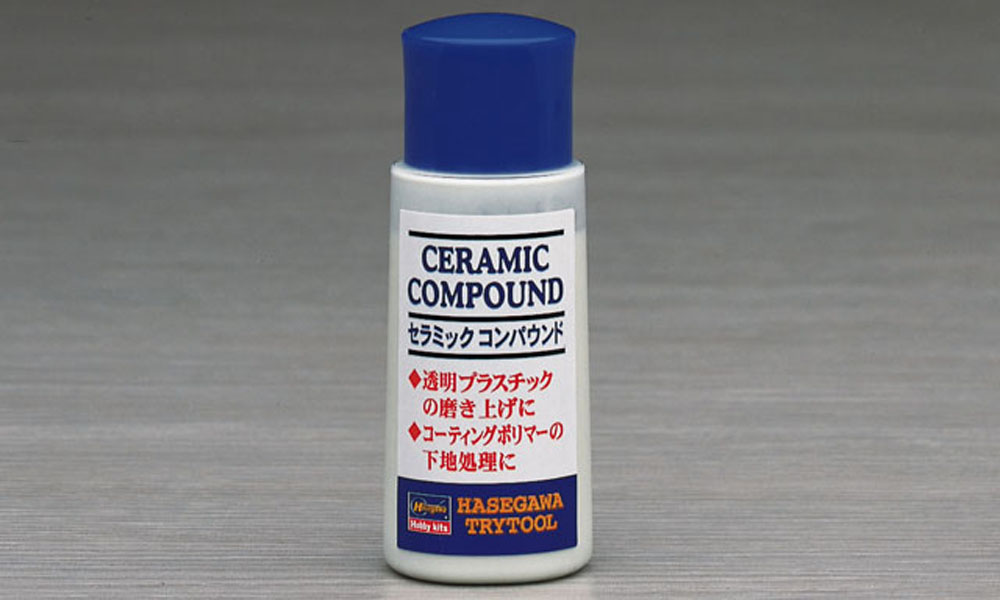 CERAMIC
COMPOUND
セラミック コンパウンド
◆透明プラスチック
の磨き上げに
◆コーティングポリマーの
下地処理に
Hasegawa
Hobby kits
HASEGAWA
TRYTOOL